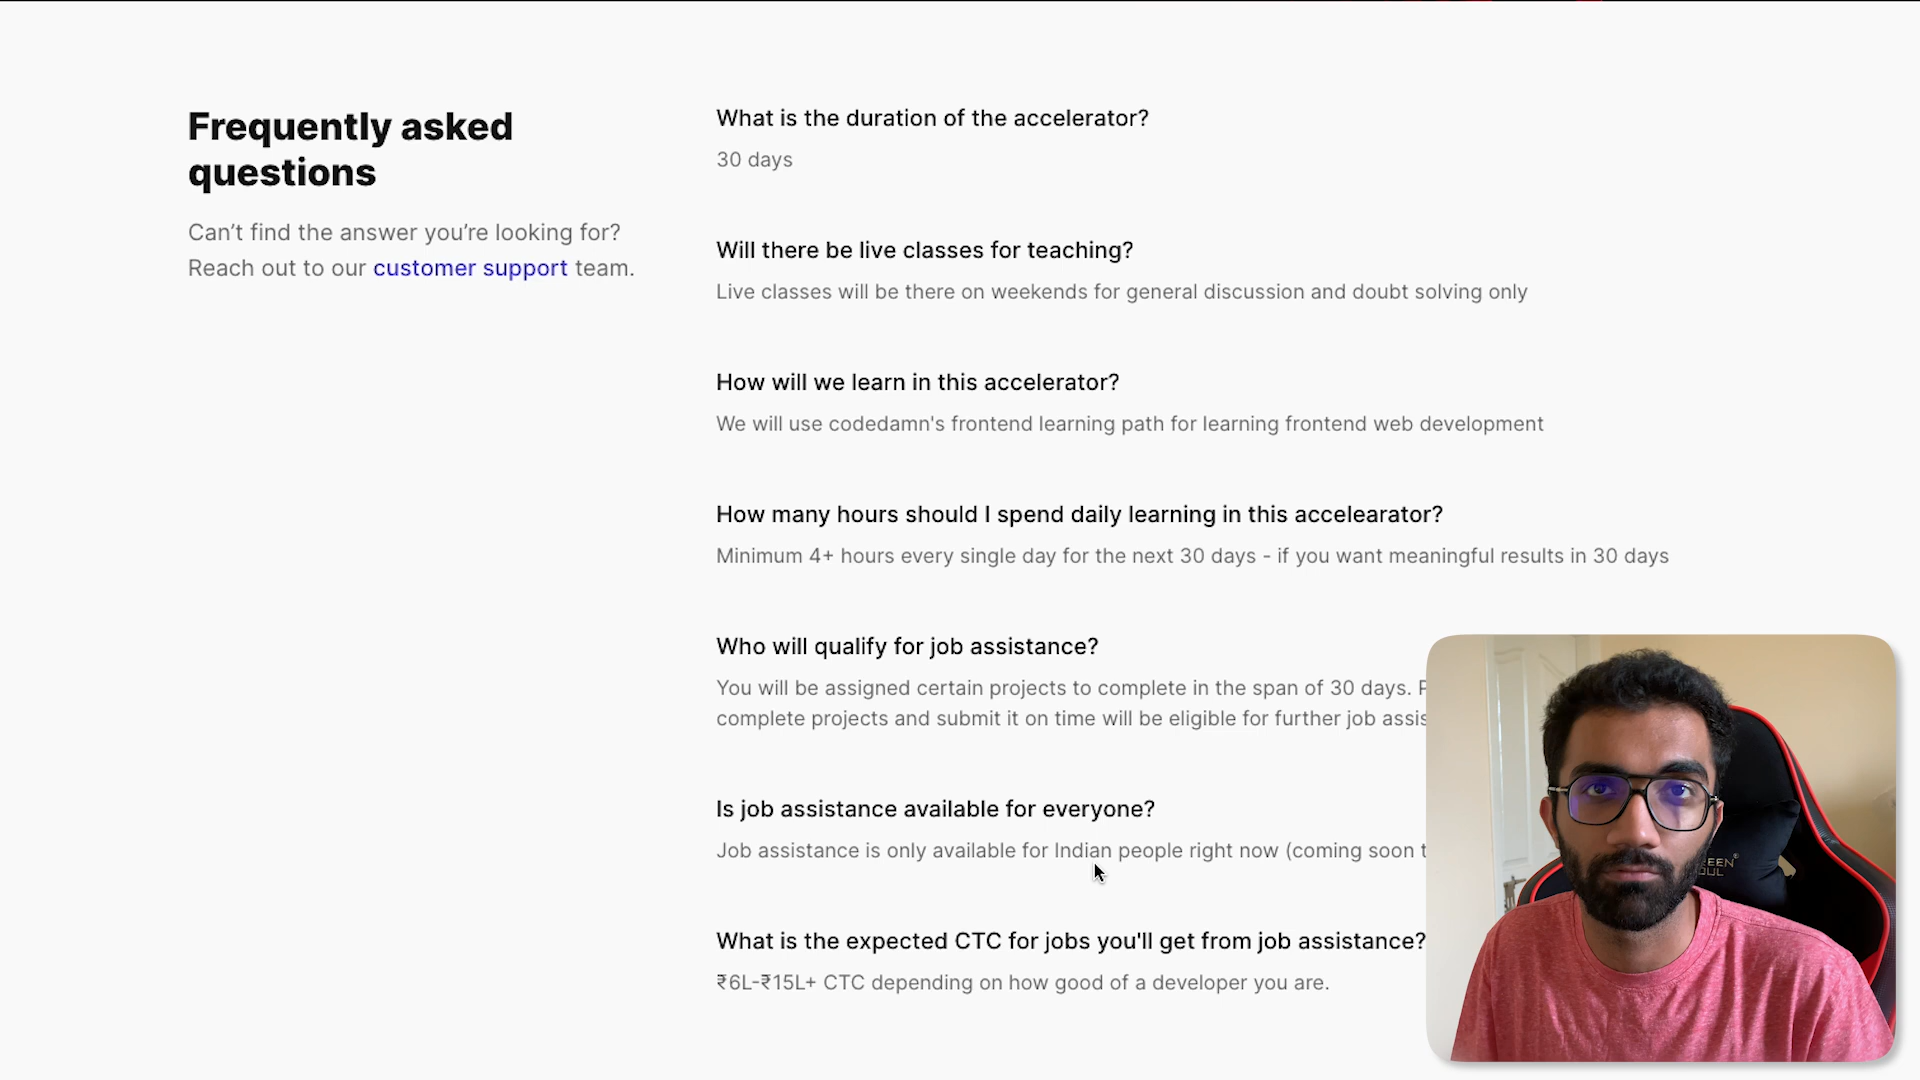 Frequently asked
questions
Can’t find the answer you’re looking for?
Reach out to our customer support team.
What is the duration of the accelerator?
30 days
Will there be live classes for teaching?
Live classes will be there on weekends for general discussion and doubt solving only
How will we learn in this accelerator?
We will use codedamn's frontend learning path for learning frontend web development
How many hours should I spend daily learning in this accelearator?
Minimum 4+ hours every single day for the next 30 days - if you want meaningful results in 30 days
Who will qualify for job assistance?
You will be assigned certain projects to complete in the span of 30 days.
complete projects and submit it on time will be eligible for further job
Is job assistance available for everyone?
Job assistance is only available for Indian people right now (coming soon
What is the expected CTC for jobs you'll get from job assistance?
₹6L-₹15L+ CTC depending on how good of a developer you are.